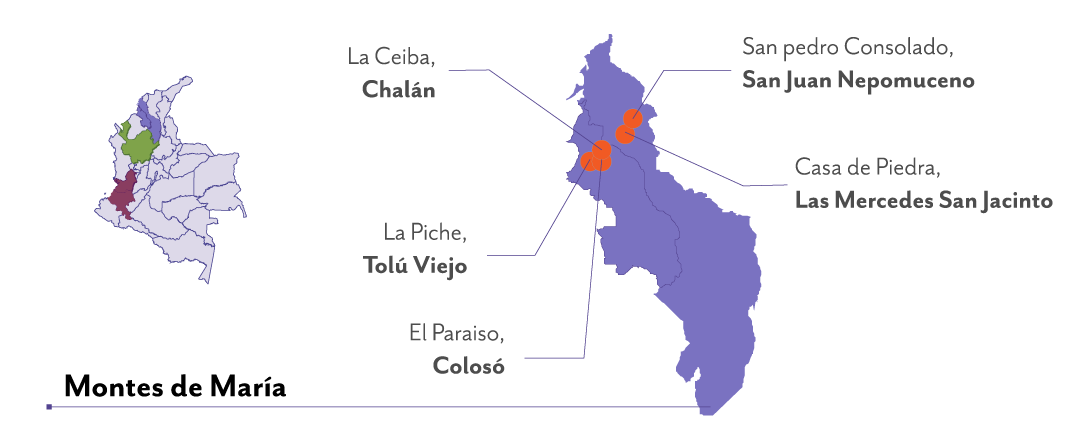 La Ceiba,
Chalán
San pedro Consolado,
San Juan Nepomuceno
Casa de Piedra,
Las Mercedes San Jacinto
La Piche,
Tolú Viejo
El Paraiso,
Colosó
Montes de María